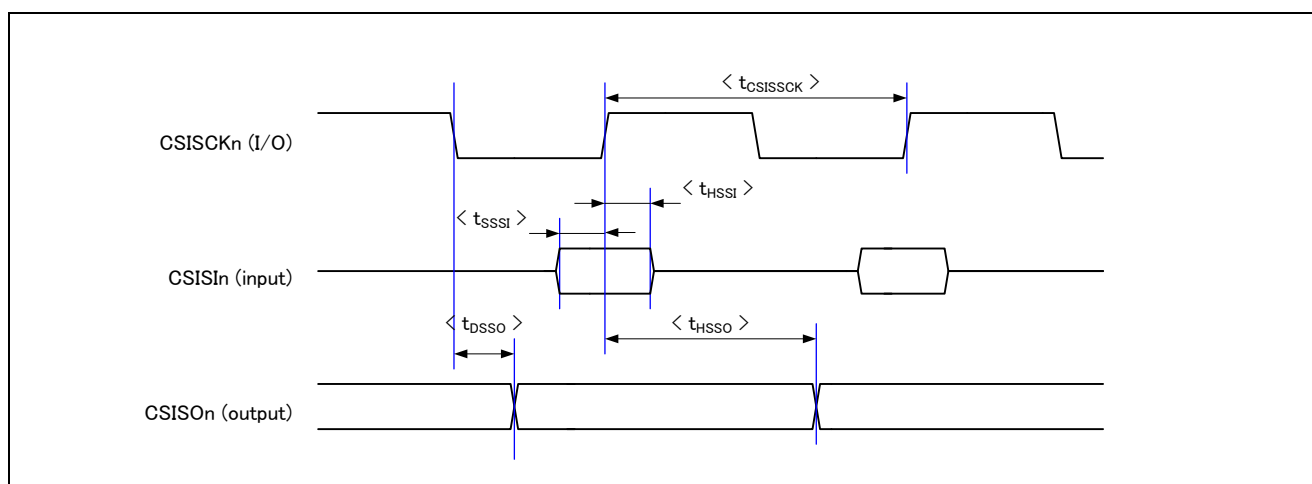 < tCSISSCK >
CSISCKn (I/O)
< tHSSI >
< tSSSI >
CSISIn (input)
< tDSSO >
< tHSSO >
CSISOn (output)